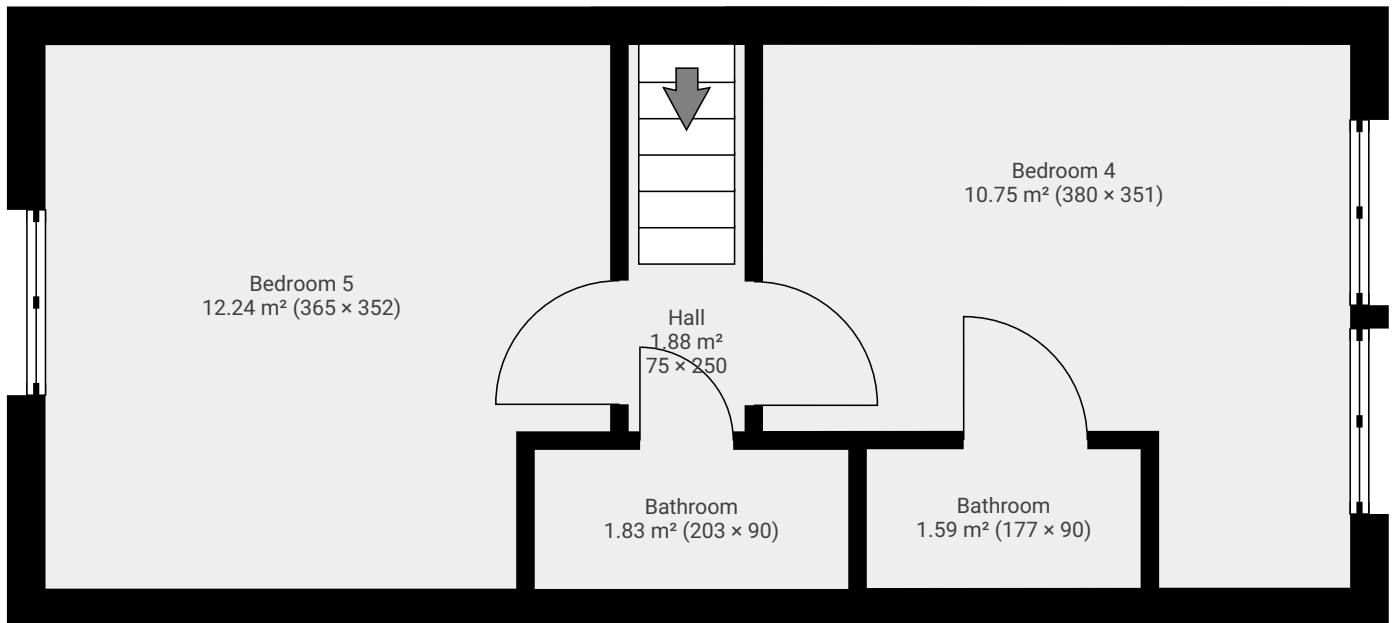 Bedroom 4
10.75 m² (380 × 351)
Bedroom 5
12.24 m² (365 × 352)
Hall
1.88 m²
75 × 250
Bathroom
1.83 m² (203 × 90)
Bathroom
1.59 m² (177 × 90)